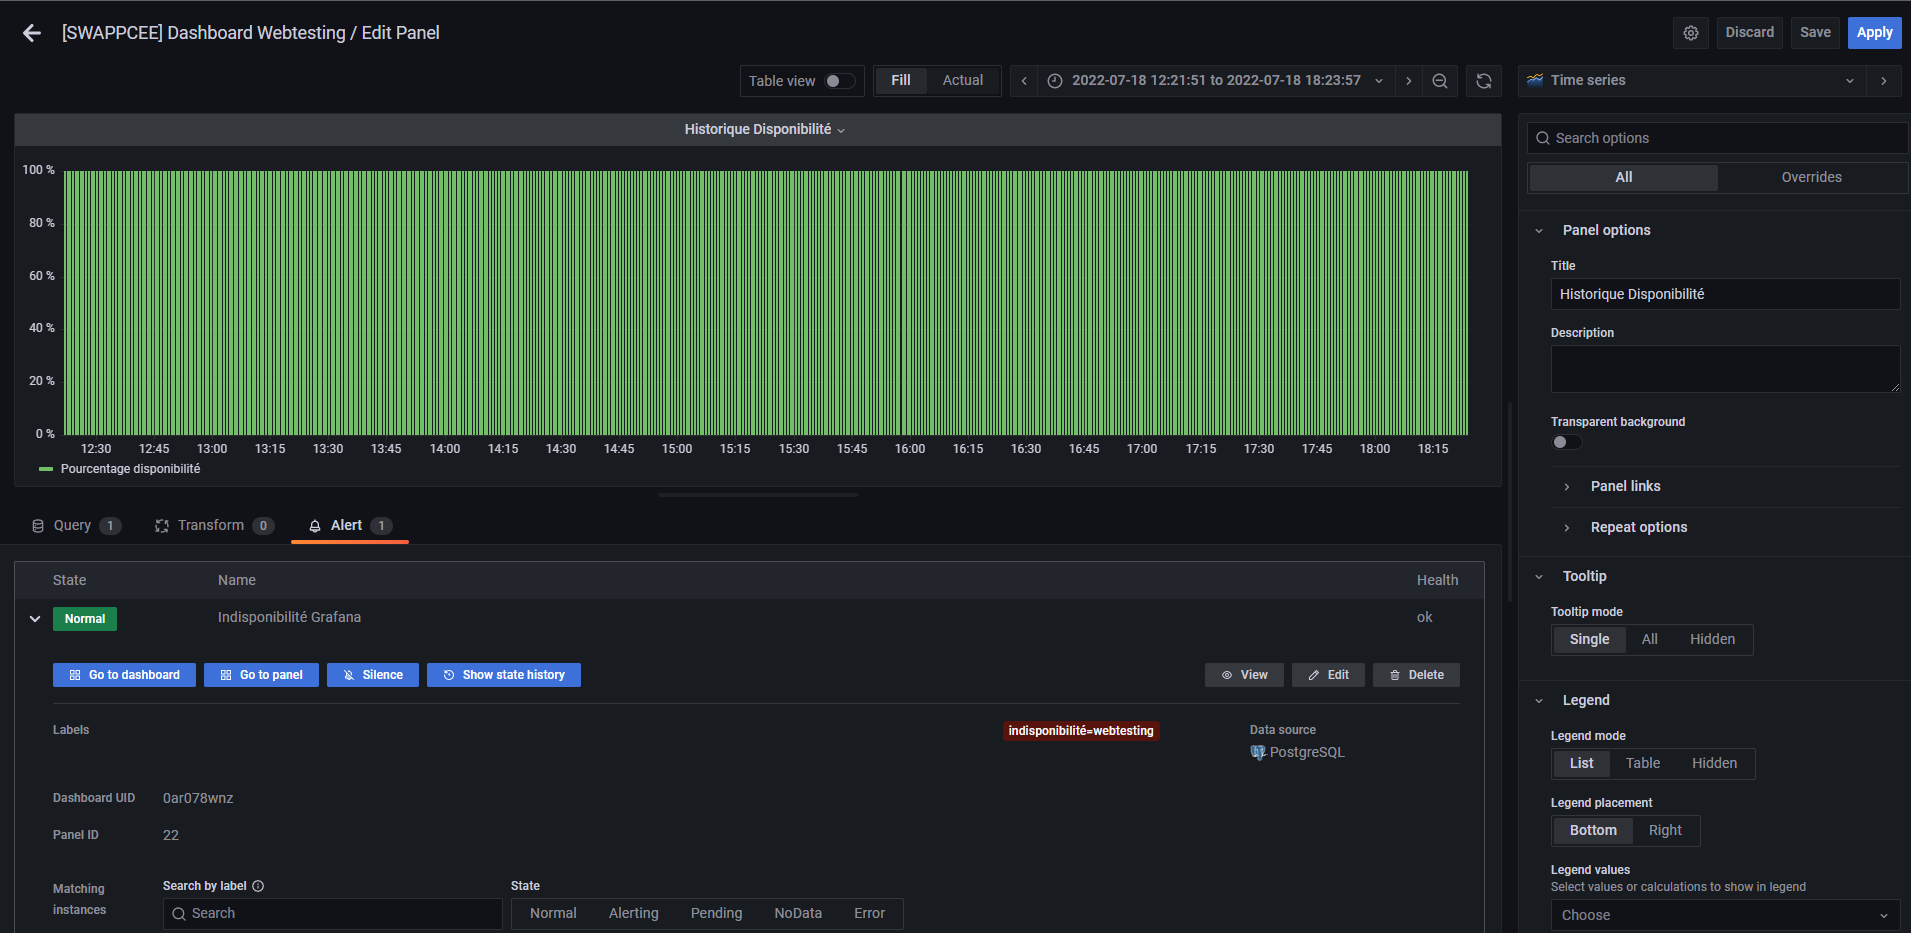 [SWAPPCEE] Dashboard Webtesting / Edit Panel
Discard
Save
Apply
Table view
Fill
Actual
2022-07-18 12:21:51 to 2022-07-18 18:23:57
Time series
Historique Disponibilité
100 %
80 %
60 %
40 %
20 %
0 %
12:30 12:45 13:00 13:15 13:30 13:45 14:00 14:15 14:30 14:45 15:00 15:15 15:30 15:45 16:00 16:15 16:30 16:45 17:00 17:15 17:30 17:45 18:00 18:15
Pourcentage disponibilité
Query 1
Transform 0
Alert 1
State Name Health
Normal Indisponibilité Grafana ok
Go to dashboard
Go to panel
Silence
Show state history
View
Edit
Delete
Labels
indisponibilité=webtesting
Data source
PostgreSQL
Dashboard UID 0ar078wnz
Panel ID 22
Matching
instances
Search by label
Search
State
Normal Alerting Pending NoData Error
Search options
All
Overrides
Panel options
Title
Historique Disponibilité
Description
Transparent background
Panel links
Repeat options
Tooltip
Tooltip mode
Single All Hidden
Legend
Legend mode
List Table Hidden
Legend placement
Bottom Right
Legend values
Select values or calculations to show in legend
Choose